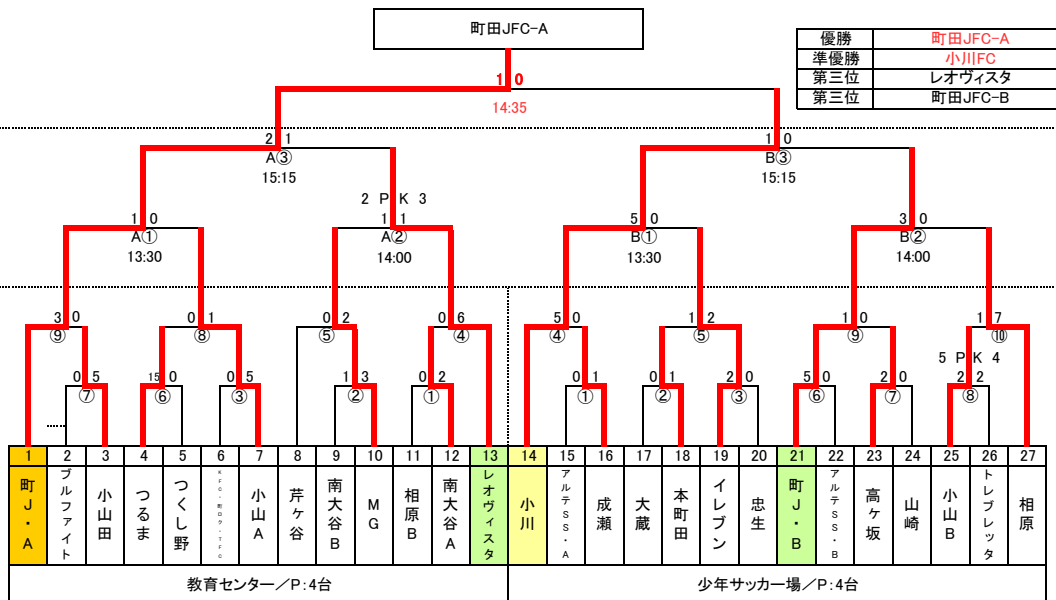 町田JFC-A
優勝 町田JFC-A
準優勝 小川FC
第三位 レオヴィスタ
第三位 町田JFC-B
1 0
14:35
2 1
A③
15:15
1 0
B③
15:15
2 P K 3
1 0
A①
13:30
1 1
A②
14:00
5 0
B①
13:30
3 0
B②
14:00
3 0
⑨
0 1
⑧
0 2
⑤
0 6
④
5 0
④
1 2
⑤
1 0
⑨
1 7
⑩
5 P K 4
0 5
⑦
15 0
⑥
0 5
③
1 3
②
0 2
①
0 1
①
0 1
②
2 0
③
5 0
⑥
2 0
⑦
2 2
⑧
1 2 3 4 5 6 7 8 9 10 11 12 13 14 15 16 17 18 19 20 21 22 23 24 25 26 27
町J・A
ブルファイト
小山田
つるま
つくし野
小山A
芹ヶ谷
南大谷B
MG
相原B
南大谷A
レオヴィスタ
小川
アルテSS・A
成瀬
大蔵
本町田
イレブン
忠生
町J・B
アルテSS・B
高ヶ坂
山崎
小山B
トレブレッタ
相原
教育センター／P:4台
少年サッカー場／P:4台